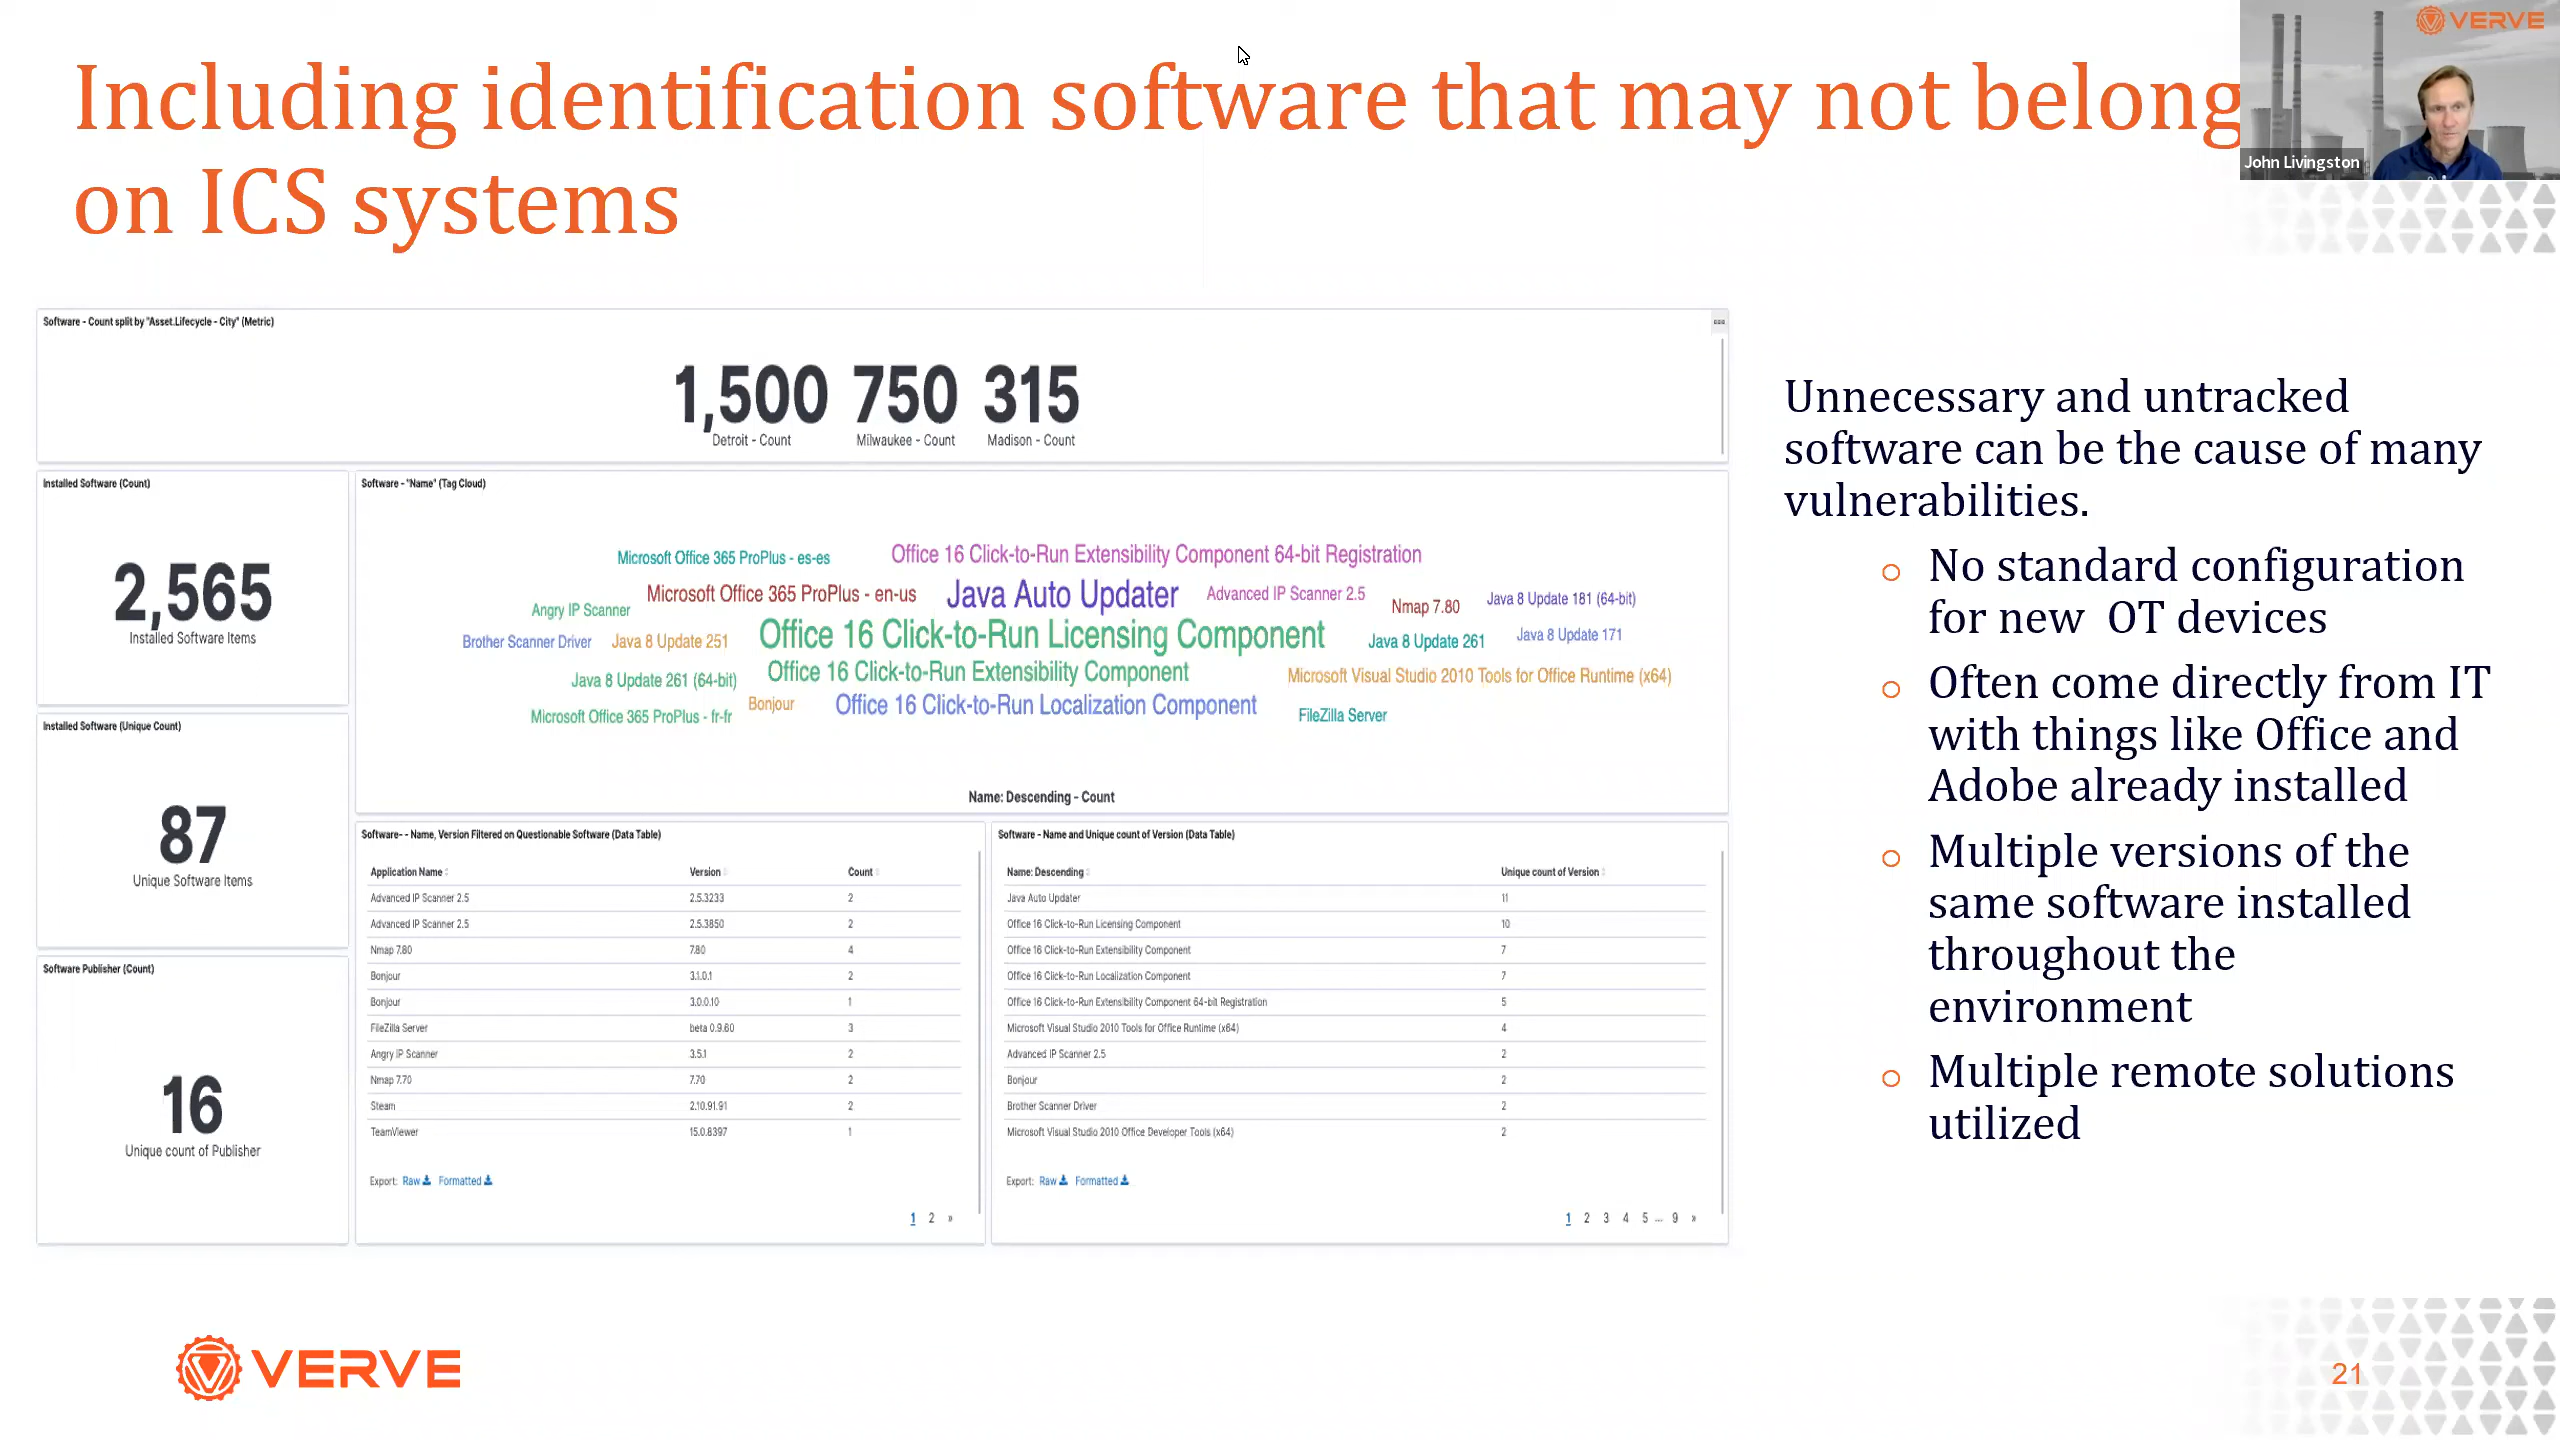 VERVE
John Livingston
Including identification software that may not belong
on ICS systems
Software - Count split by "Asset.Lifecycle - City" (Metric)
1,500 750 315
Detroit - Count Milwaukee - Count Madison - Count
Installed Software (Count)
2,565
Installed Software Items
Installed Software (Unique Count)
87
Unique Software Items
Software Publisher (Count)
16
Unique count of Publisher
Software - "Name" (Tag Cloud)
Microsoft Office 365 ProPlus - es-es Office 16 Click-to-Run Extensibility Component 64-bit Registration
Angry IP Scanner Microsoft Office 365 ProPlus - en-us Java Auto Updater Advanced IP Scanner 2.5 Nmap 7.80 Java 8 Update 181 (64-bit)
Brother Scanner Driver Java 8 Update 251 Office 16 Click-to-Run Licensing Component Java 8 Update 261 Java 8 Update 171
Java 8 Update 261 (64-bit) Office 16 Click-to-Run Extensibility Component Microsoft Visual Studio 2010 Tools for Office Runtime (x64)
Microsoft Office 365 ProPlus - fr-fr Bonjour Office 16 Click-to-Run Localization Component FileZilla Server
Name: Descending - Count
Software- - Name, Version Filtered on Questionable Software (Data Table)
Application Name Version Count
Advanced IP Scanner 2.5 2.5.3233 2
Advanced IP Scanner 2.5 2.5.3850 2
Nmap 7.80 7.80 4
Bonjour 3.1.0.1 2
Bonjour 3.0.0.10 1
FileZilla Server beta 0.9.60 3
Angry IP Scanner 3.5.1 2
Nmap 7.70 7.70 2
Steam 2.10.91.91 2
TeamViewer 15.0.8397 1
Export: Raw Formatted
1 2 »
Software - Name and Unique count of Version (Data Table)
Name: Descending Unique count of Version
Java Auto Updater 11
Office 16 Click-to-Run Licensing Component 10
Office 16 Click-to-Run Extensibility Component 7
Office 16 Click-to-Run Localization Component 7
Office 16 Click-to-Run Extensibility Component 64-bit Registration 5
Microsoft Visual Studio 2010 Tools for Office Runtime (x64) 4
Advanced IP Scanner 2.5 2
Bonjour 2
Brother Scanner Driver 2
Microsoft Visual Studio 2010 Office Developer Tools (x64) 2
Export: Raw Formatted
1 2 3 4 5 ... 9 »
Unnecessary and untracked
software can be the cause of many
vulnerabilities.
No standard configuration
for new OT devices
Often come directly from IT
with things like Office and
Adobe already installed
Multiple versions of the
same software installed
throughout the
environment
Multiple remote solutions
utilized
VERVE
21